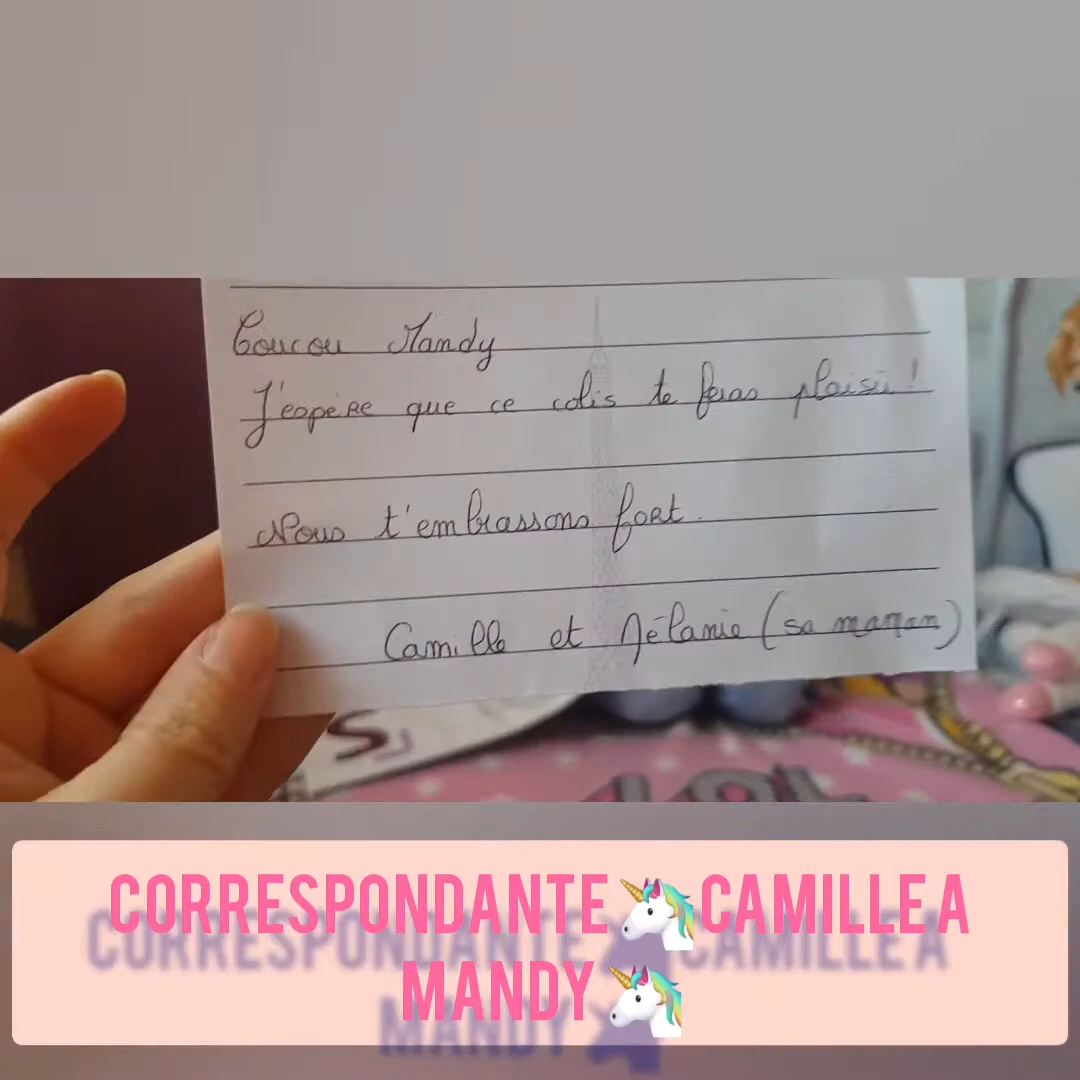 Coucou Mandy
J'espère que ce colis te feras plaisir !
Nous t'embrassons fort.
Camille et Mélanie (sa maman)
S
LOL
CORRESPONDANTE🦄CAMILLE A
MANDY🦄